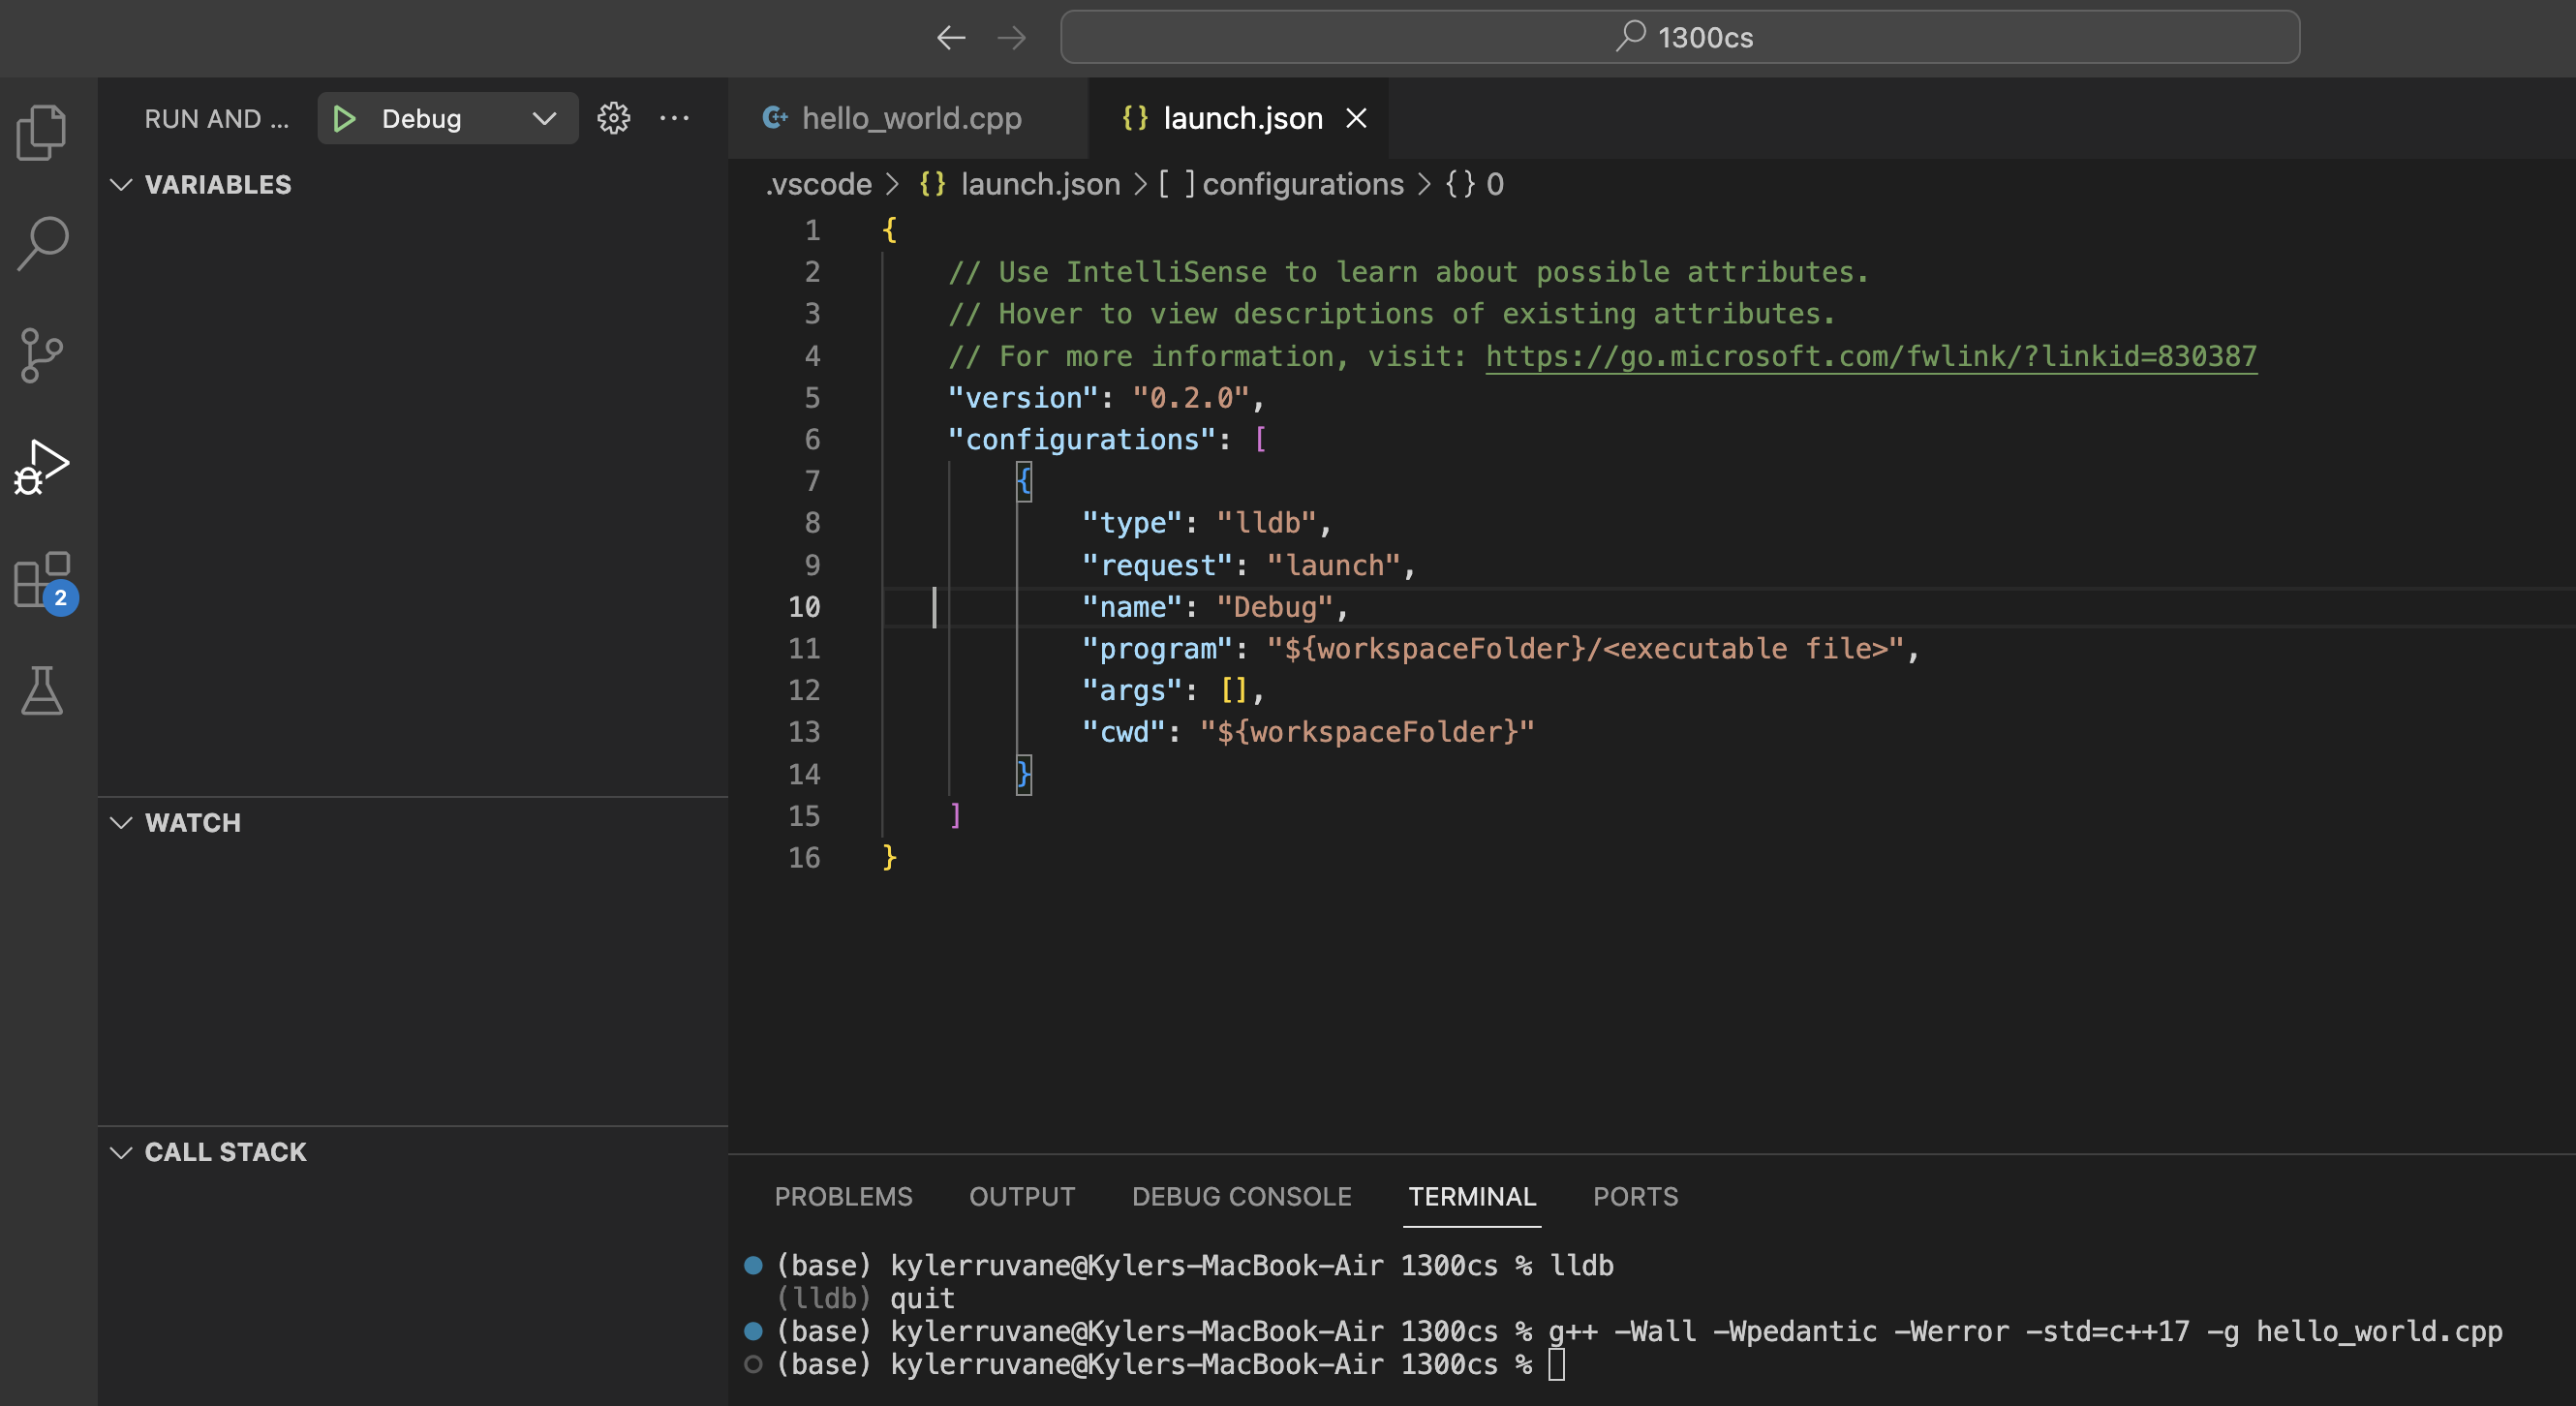 1300cs
RUN AND ...
Debug
...
hello_world.cpp
{} launch.json
.vscode > {} launch.json > [ ] configurations > {} 0
VARIABLES
1 {
2 // Use IntelliSense to learn about possible attributes.
3 // Hover to view descriptions of existing attributes.
4 // For more information, visit: https://go.microsoft.com/fwlink/?linkid=830387
5 "version": "0.2.0",
6 "configurations": [
7 {
8 "type": "lldb",
9 "request": "launch",
10 "name": "Debug",
11 "program": "${workspaceFolder}/<executable file>",
12 "args": [],
13 "cwd": "${workspaceFolder}"
14 }
15 ]
16 }
2
WATCH
CALL STACK
PROBLEMS OUTPUT DEBUG CONSOLE TERMINAL PORTS
(base) kylerruvane@Kylers-MacBook-Air 1300cs % lldb
(lldb) quit
(base) kylerruvane@Kylers-MacBook-Air 1300cs % g++ -Wall -Wpedantic -Werror -std=c++17 -g hello_world.cpp
(base) kylerruvane@Kylers-MacBook-Air 1300cs %